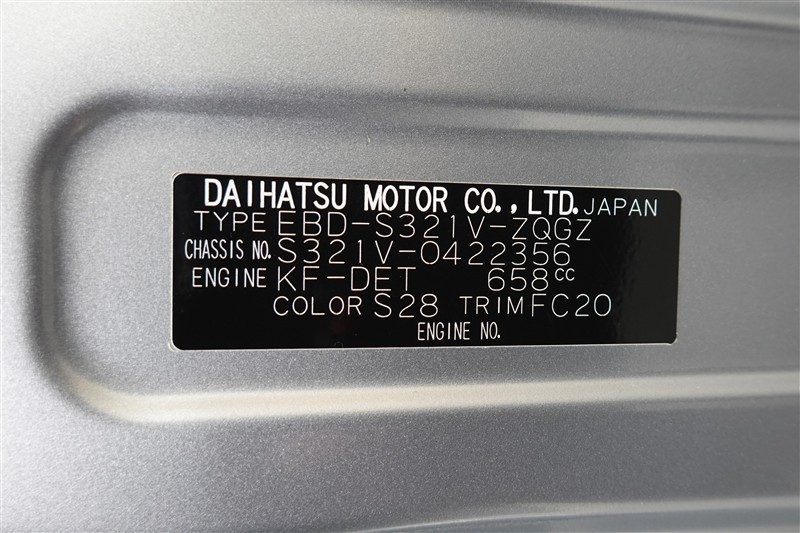 DAIHATSU MOTOR CO., LTD. JAPAN
TYPE EBD-S321V-ZQGZ
CHASSIS NO. S321V-0422356
ENGINE KF-DET 658cc
COLOR S28 TRIM FC20
ENGINE NO.